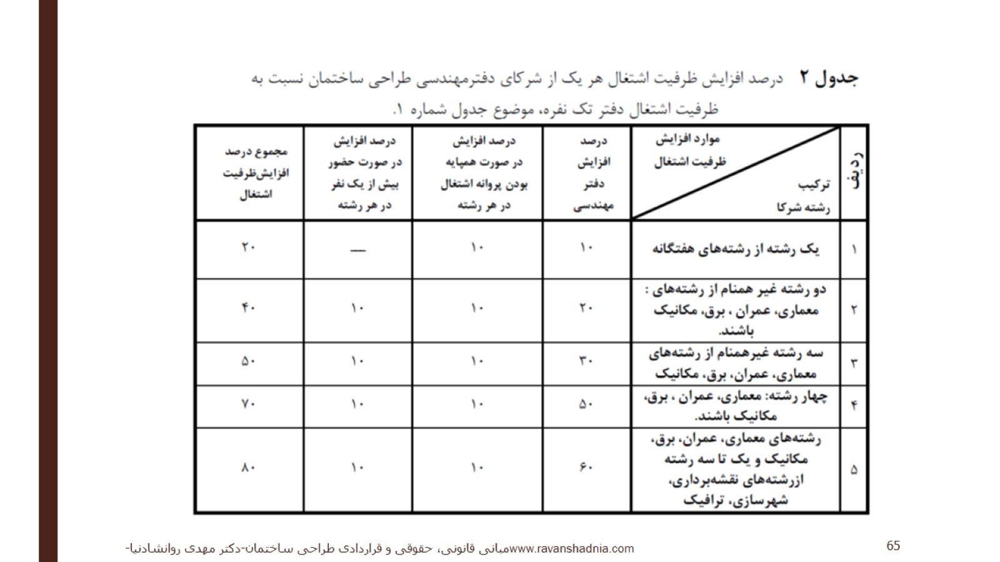 جدول ۲ درصد افزایش ظرفیت اشتغال هر یک از شرکای دفترمهندسی طراحی ساختمان نسبت به
ظرفیت اشتغال دفتر تک نفره، موضوع جدول شماره ۱.
ردیف
موارد افزایش
ظرفیت اشتغال
ترکیب
رشته شرکا
درصد
افزایش
دفتر
مهندسی
درصد افزایش
در صورت همپایه
بودن پروانه اشتغال
در هر رشته
درصد افزایش
در صورت حضور
بیش از یک نفر
در هر رشته
مجموع درصد
افزایش‌ظرفیت
اشتغال
۱
یک رشته از رشته‌های هفتگانه
۱۰
۱۰
—
۲۰
۲
دو رشته غیر همنام از رشته‌های :
معماری، عمران ، برق، مکانیک
باشند.
۲۰
۱۰
۱۰
۴۰
۳
سه رشته غیرهمنام از رشته‌های
معماری، عمران، برق، مکانیک
۳۰
۱۰
۱۰
۵۰
۴
چهار رشته: معماری، عمران ، برق،
مکانیک باشند.
۵۰
۱۰
۱۰
۷۰
۵
رشته‌های معماری، عمران، برق،
مکانیک و یک تا سه رشته
ازرشته‌های نقشه‌برداری،
شهرسازی، ترافیک
۶۰
۱۰
۱۰
۸۰
www.ravanshadnia.comمبانی قانونی، حقوقی و قراردادی طراحی ساختمان-دکتر مهدی روانشادنیا-
65